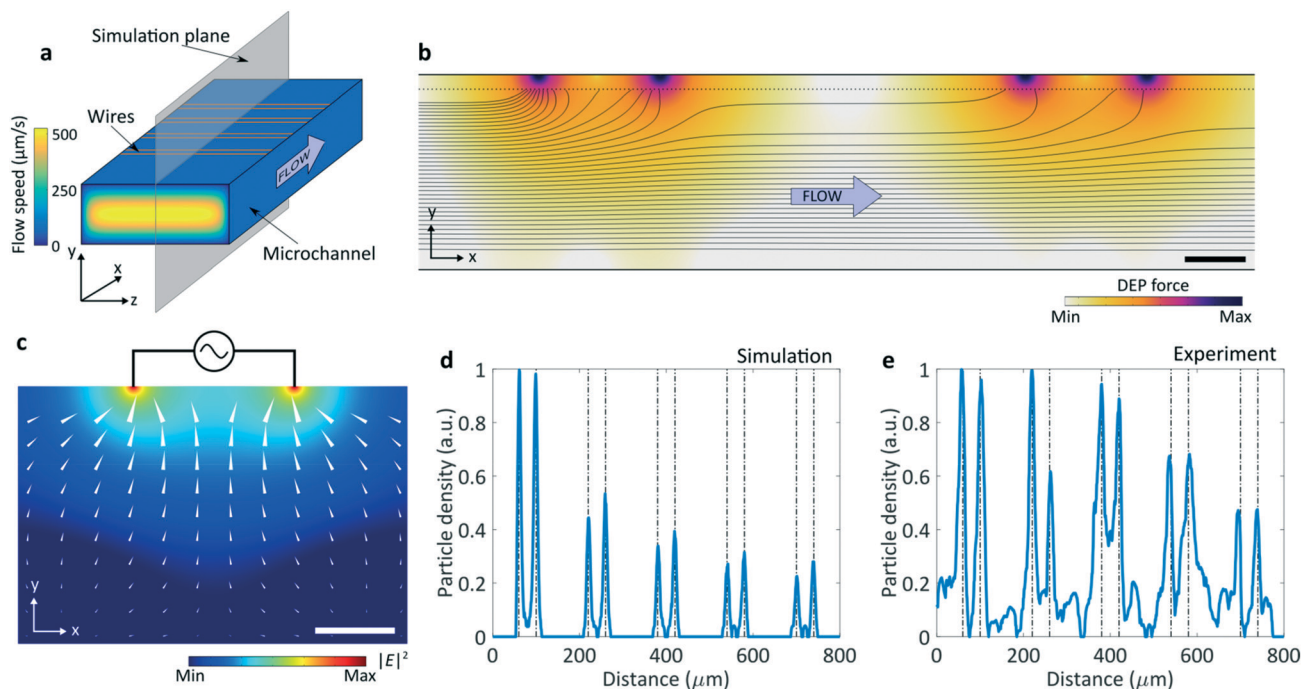 a
Simulation plane
Wires
Flow speed (µm/s)
500
250
0
FLOW
Microchannel
y
x
z
b
FLOW
y
x
DEP force
Min
Max
c
y
x
|E|²
Min
Max
d
Simulation
Particle density (a.u.)
1
0.8
0.6
0.4
0.2
0
0
200
400
600
800
Distance (µm)
e
Experiment
Particle density (a.u.)
1
0.8
0.6
0.4
0.2
0
0
200
400
600
800
Distance (µm)